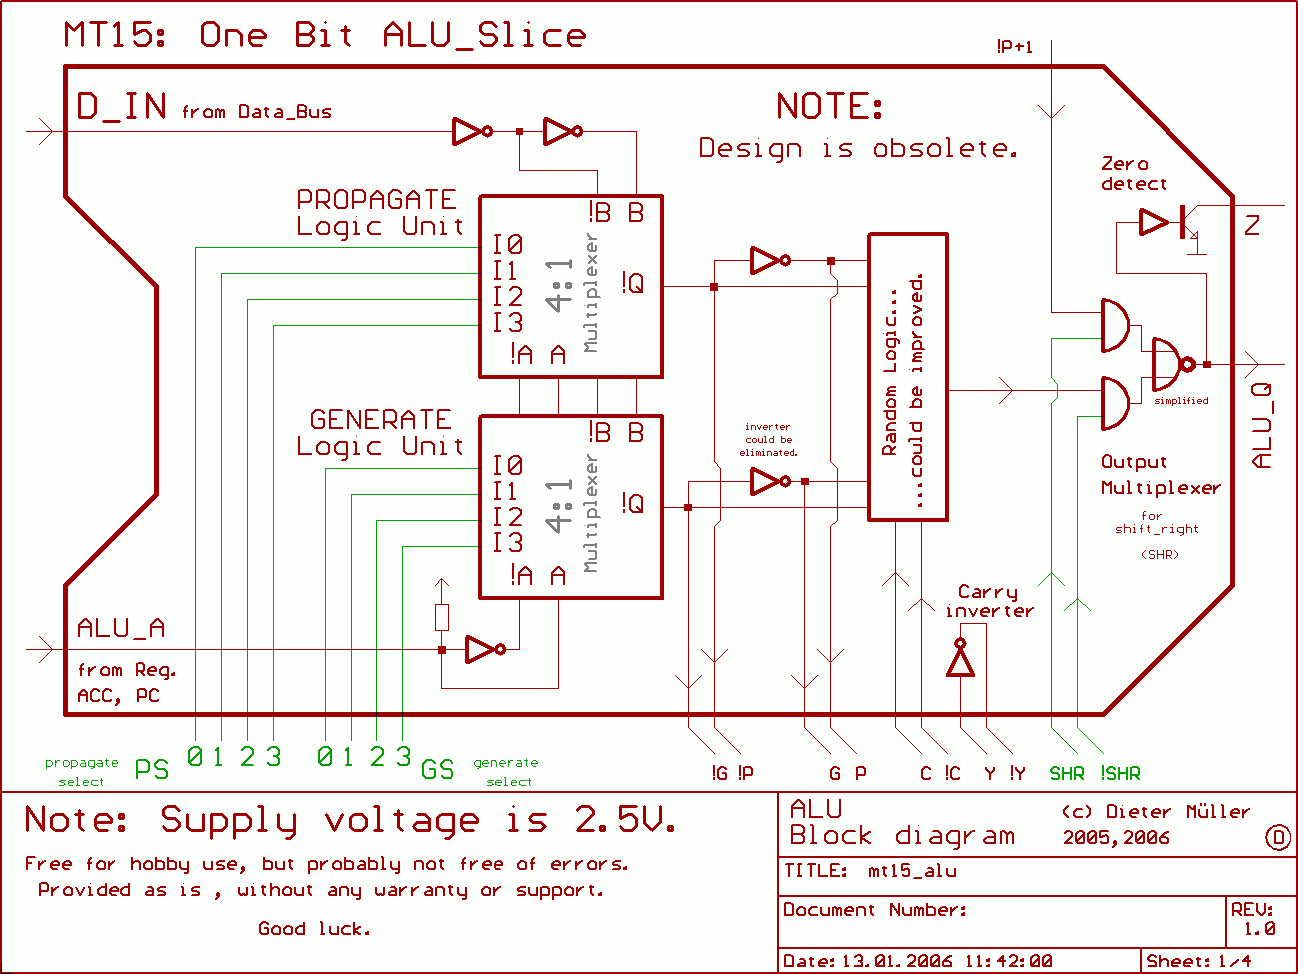 MT15: One Bit ALU_Slice
!P+1
D_IN from Data_Bus
NOTE:
Design is obsolete.
Zero
detect
Z
PROPAGATE
Logic Unit
!B B
I0
I1
I2
I3
4:1
Multiplexer
!Q
!A A
Random Logic...
...could be improved.
simplified
ALU_Q
GENERATE
Logic Unit
!B B
I0
I1
I2
I3
4:1
Multiplexer
!Q
!A A
inverter
could be
eliminated.
Output
Multiplexer
for
shift_right
(SHR)
Carry
inverter
ALU_A
from Reg.
ACC, PC
propagate
select
PS 0 1 2 3
0 1 2 3 GS
generate
select
!G !P G P C !C Y !Y SHR !SHR
Note: Supply voltage is 2.5V.
Free for hobby use, but probably not free of errors.
Provided as is , without any warranty or support.
Good luck.
ALU
Block diagram
(c) Dieter Müller
2005,2006
D
TITLE: mt15_alu
Document Number:
REV:
1.0
Date: 13.01.2006 11:42:00
Sheet: 1/4